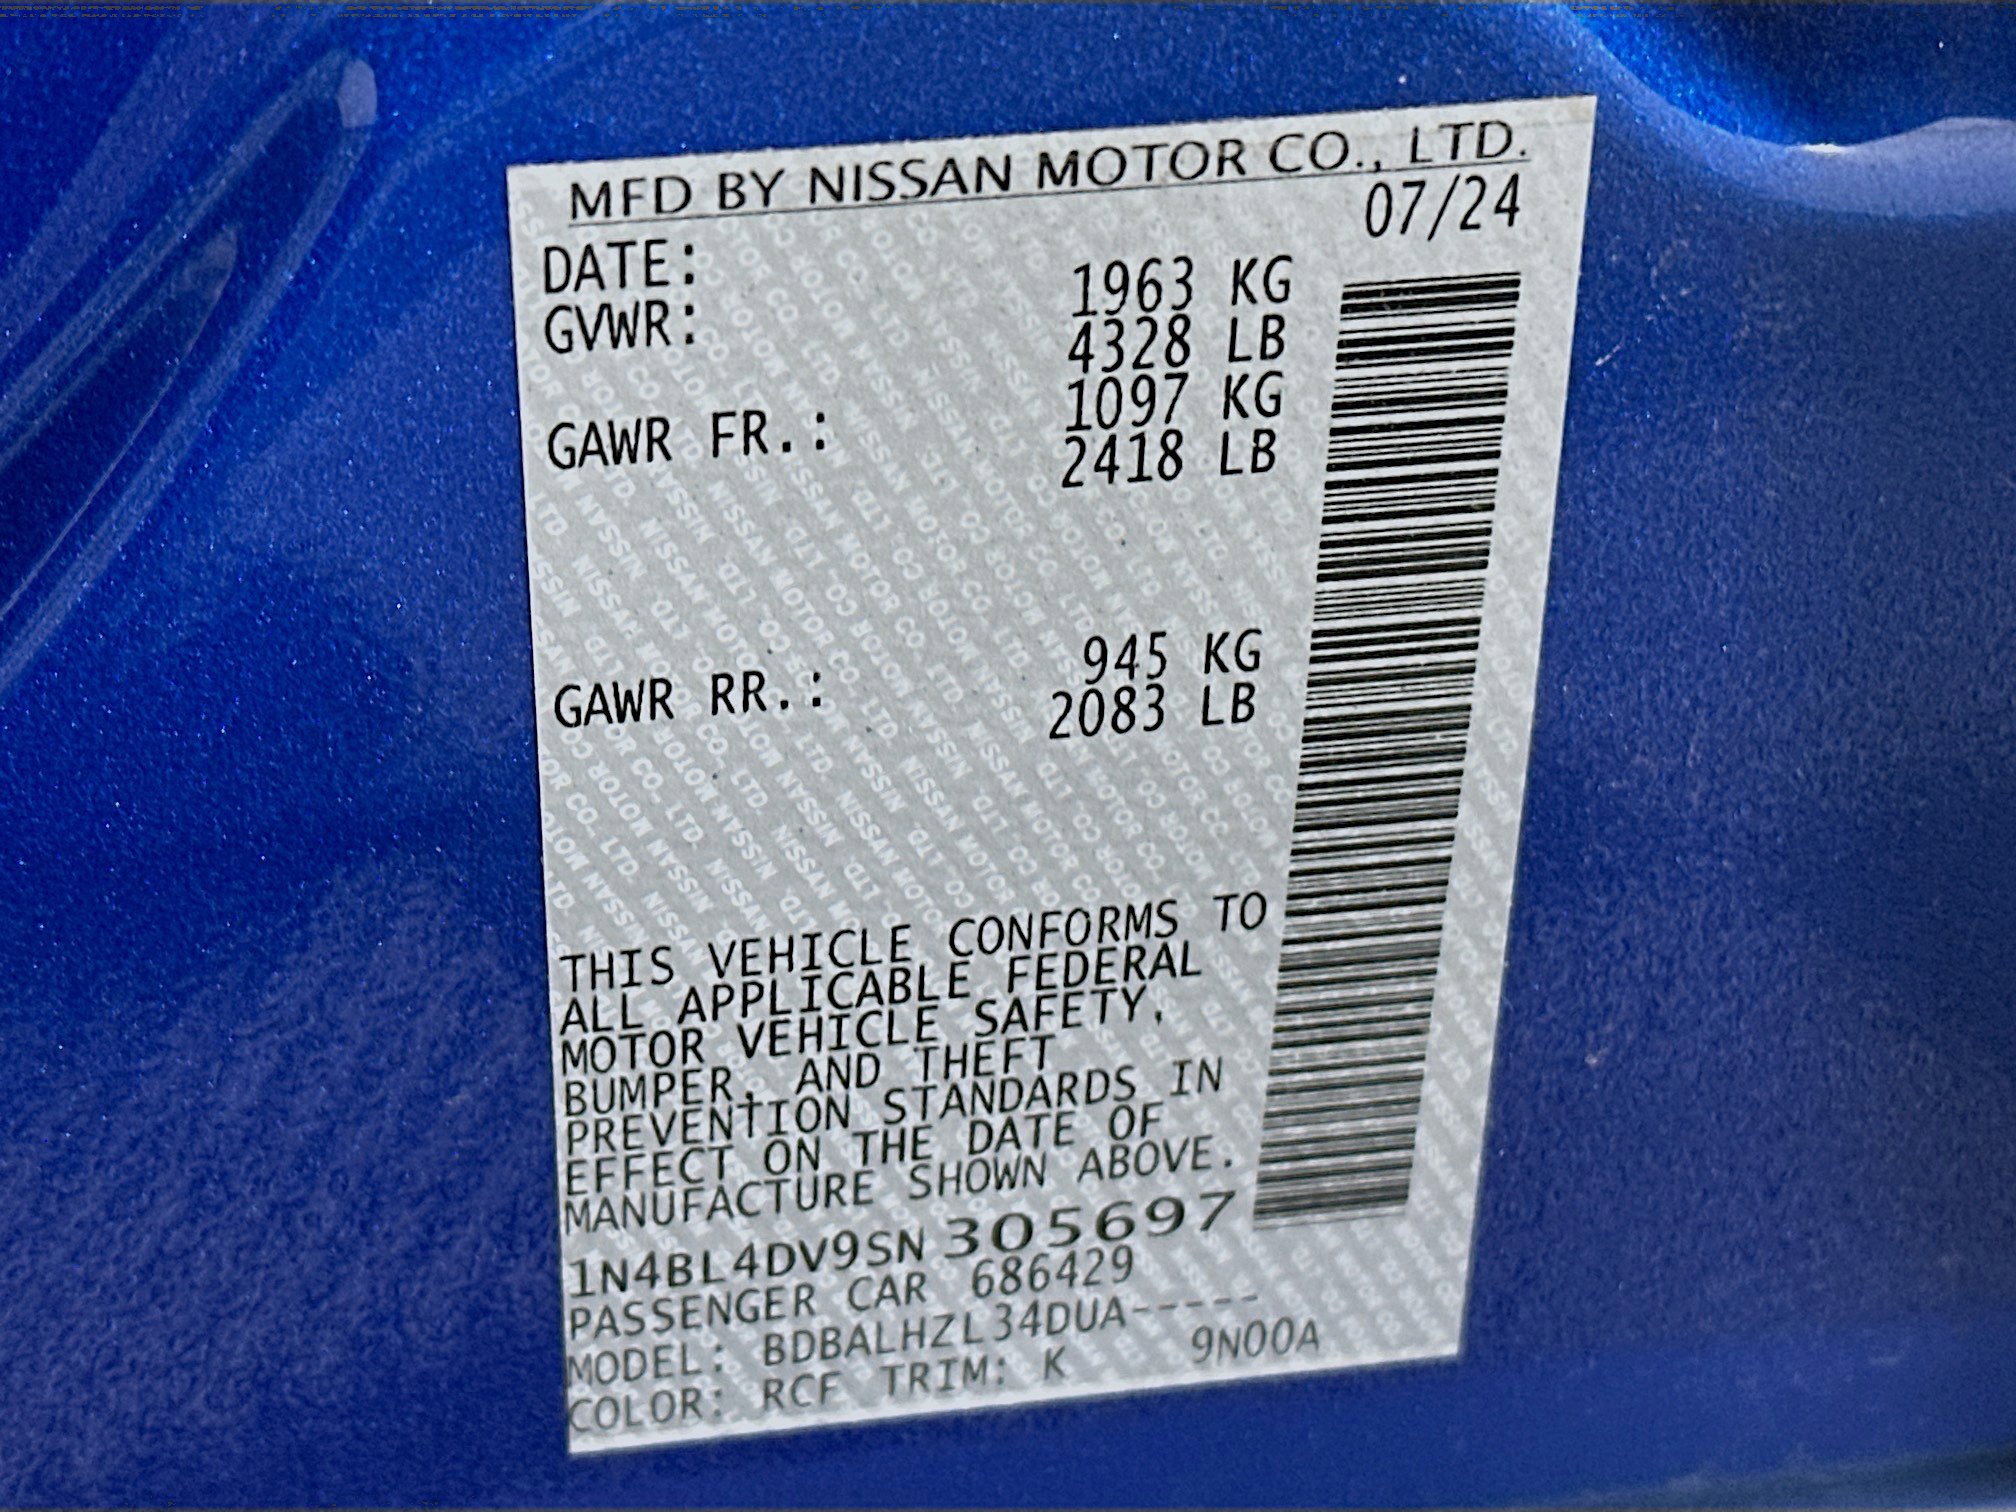 MFD BY NISSAN MOTOR CO., LTD.
DATE: 07/24
GVWR: 1963 KG
4328 LB
GAWR FR.: 1097 KG
2418 LB
GAWR RR.: 945 KG
2083 LB
THIS VEHICLE CONFORMS TO
ALL APPLICABLE FEDERAL
MOTOR VEHICLE SAFETY,
BUMPER, AND THEFT
PREVENTION STANDARDS IN
EFFECT ON THE DATE OF
MANUFACTURE SHOWN ABOVE.
1N4BL4DV9SN305697
PASSENGER CAR 686429
MODEL: BDBALHZL34DUA-----
COLOR: RCF TRIM: K 9N00A